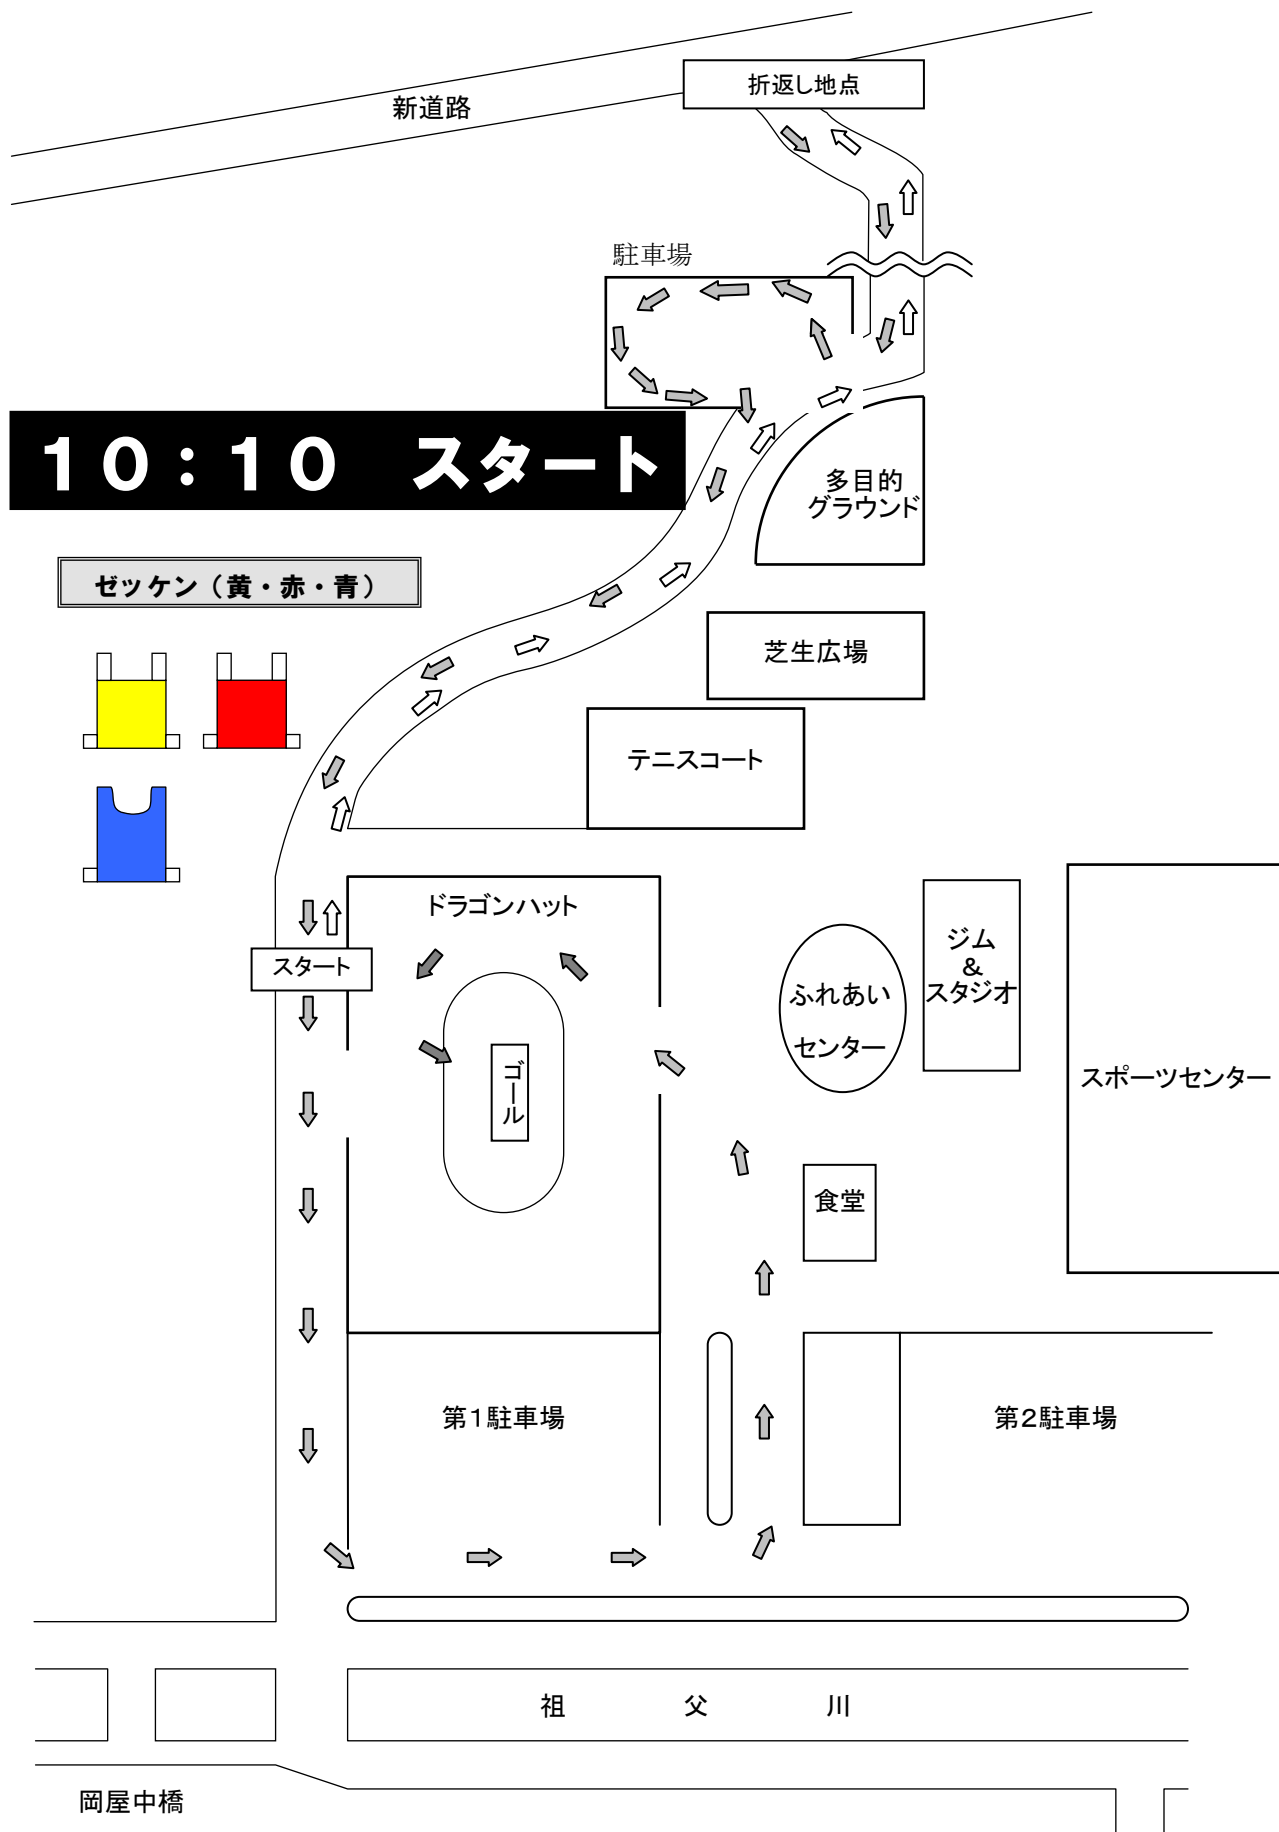 折返し地点
新道路
駐車場
10:10 スタート
多目的
グラウンド
ゼッケン（黄・赤・青）
芝生広場
テニスコート
ドラゴンハット
スタート
ジム
&
スタジオ
ふれあい
センター
ゴール
スポーツセンター
食堂
第1駐車場
第2駐車場
祖父川
岡屋中橋